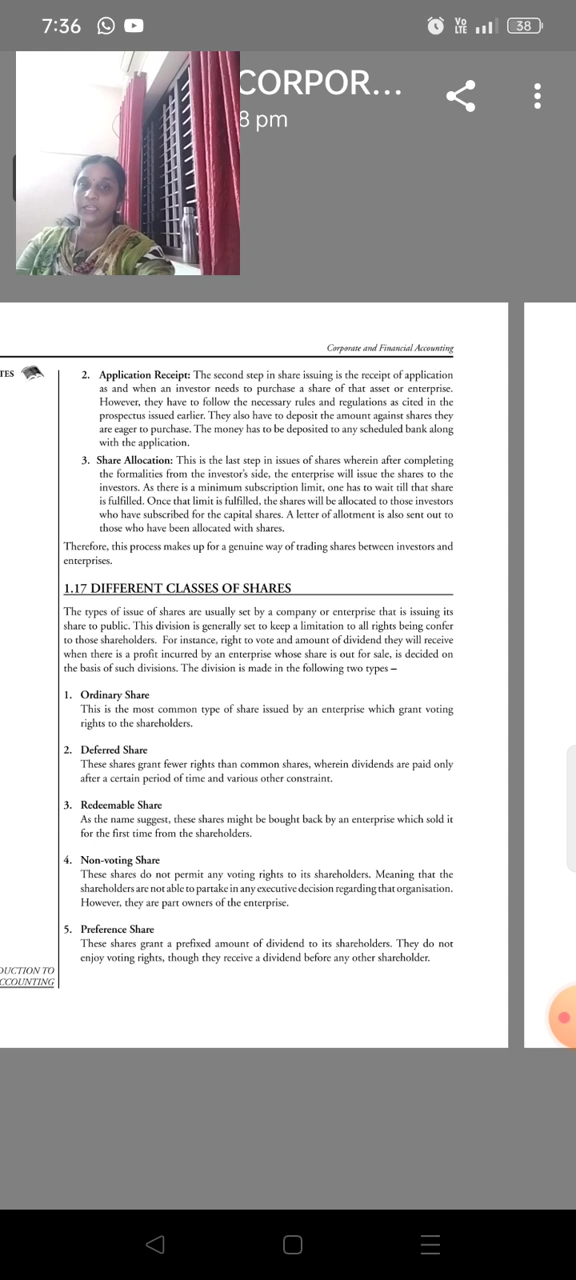 7:36
Vo
LTE
38
CORPOR...
8 pm
Corporate and Financial Accounting
TES
2. Application Receipt: The second step in share issuing is the receipt of application
as and when an investor needs to purchase a share of that asset or enterprise.
However, they have to follow the necessary rules and regulations as cited in the
prospectus issued earlier. They also have to deposit the amount against shares they
are eager to purchase. The money has to be deposited to any scheduled bank along
with the application.
3. Share Allocation: This is the last step in issues of shares wherein after completing
the formalities from the investor's side, the enterprise will issue the shares to the
investors. As there is a minimum subscription limit, one has to wait till that share
is fulfilled. Once that limit is fulfilled, the shares will be allocated to those investors
who have subscribed for the capital shares. A letter of allotment is also sent out to
those who have been allocated with shares.
Therefore, this process makes up for a genuine way of trading shares between investors and
enterprises.
1.17 DIFFERENT CLASSES OF SHARES
The types of issue of shares are usually set by a company or enterprise that is issuing its
share to public. This division is generally set to keep a limitation to all rights being confer
to those shareholders. For instance, right to vote and amount of dividend they will receive
when there is a profit incurred by an enterprise whose share is out for sale, is decided on
the basis of such divisions. The division is made in the following two types –
1. Ordinary Share
This is the most common type of share issued by an enterprise which grant voting
rights to the shareholders.
2. Deferred Share
These shares grant fewer rights than common shares, wherein dividends are paid only
after a certain period of time and various other constraint.
3. Redeemable Share
As the name suggest, these shares might be bought back by an enterprise which sold it
for the first time from the shareholders.
4. Non-voting Share
These shares do not permit any voting rights to its shareholders. Meaning that the
shareholders are not able to partake in any executive decision regarding that organisation.
However, they are part owners of the enterprise.
5. Preference Share
These shares grant a prefixed amount of dividend to its shareholders. They do not
enjoy voting rights, though they receive a dividend before any other shareholder.
DUCTION TO
CCOUNTING